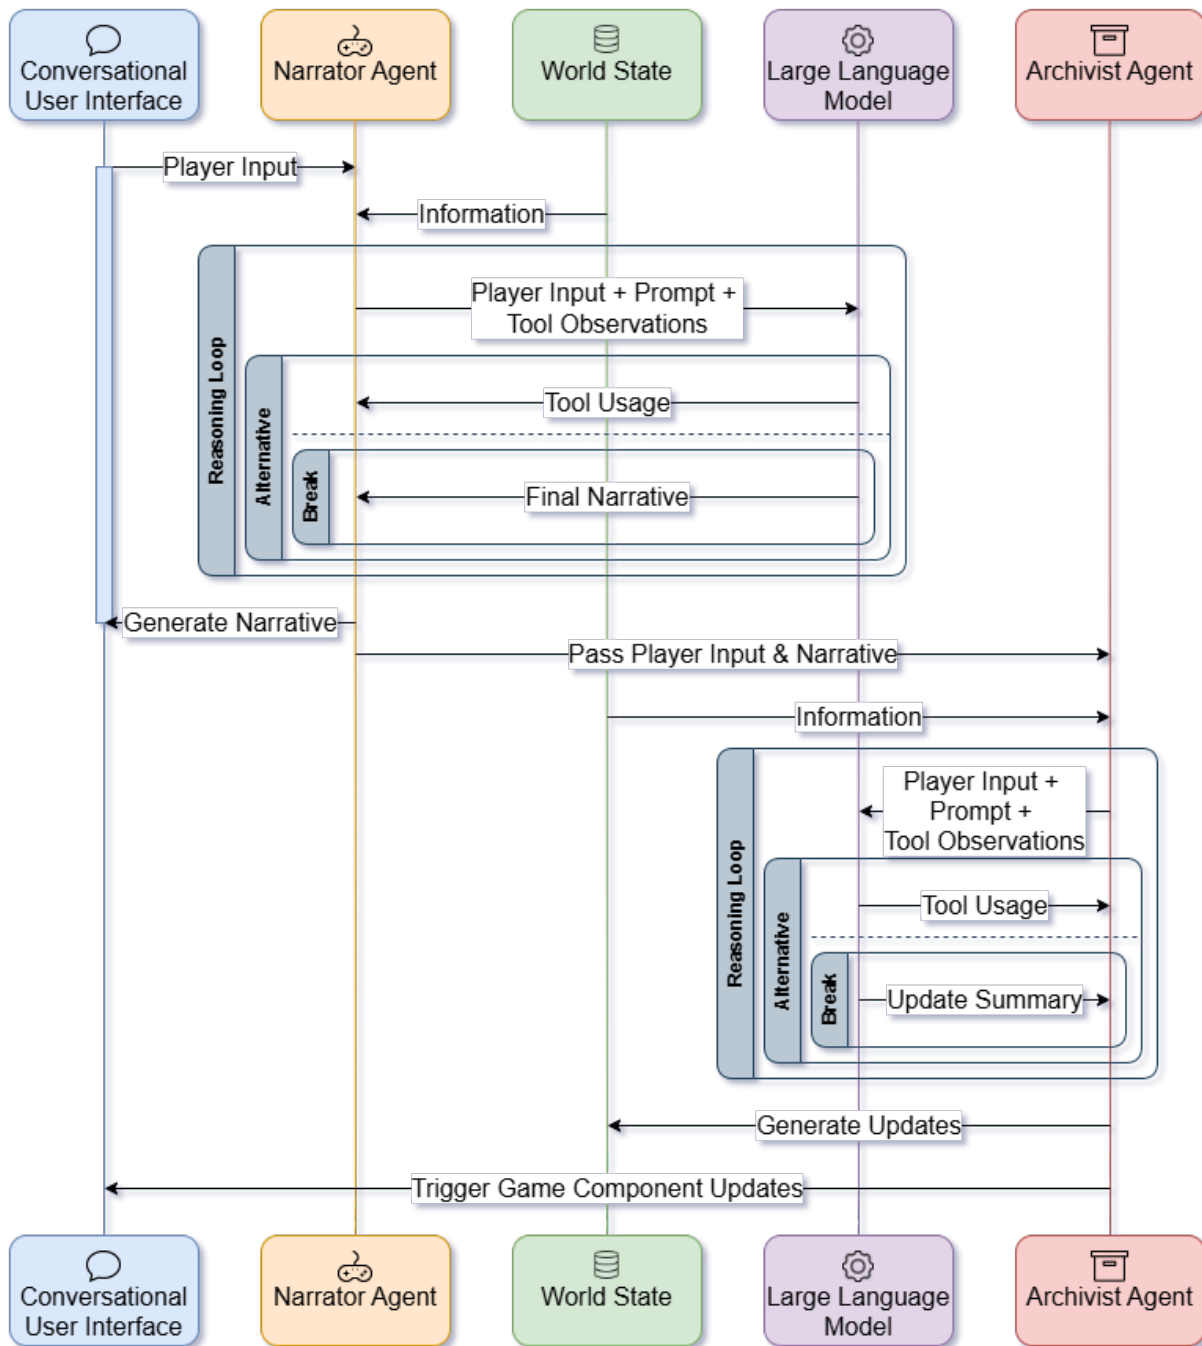 Conversational
User Interface
Narrator Agent
World State
Large Language
Model
Archivist Agent
Player Input
Information
Reasoning Loop
Player Input + Prompt +
Tool Observations
Alternative
Tool Usage
Break
Final Narrative
Generate Narrative
Pass Player Input & Narrative
Information
Reasoning Loop
Player Input +
Prompt +
Tool Observations
Alternative
Tool Usage
Break
Update Summary
Generate Updates
Trigger Game Component Updates
Conversational
User Interface
Narrator Agent
World State
Large Language
Model
Archivist Agent